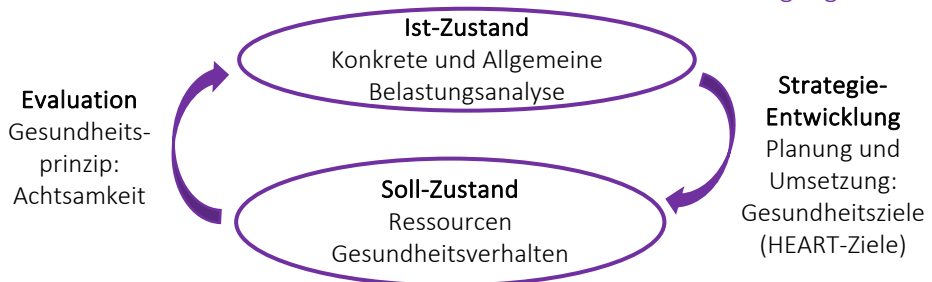 Ist-Zustand
Konkrete und Allgemeine
Belastungsanalyse
Evaluation
Gesundheits-
prinzip:
Achtsamkeit
Strategie-
Entwicklung
Planung und
Umsetzung:
Gesundheitsziele
(HEART-Ziele)
Soll-Zustand
Ressourcen
Gesundheitsverhalten